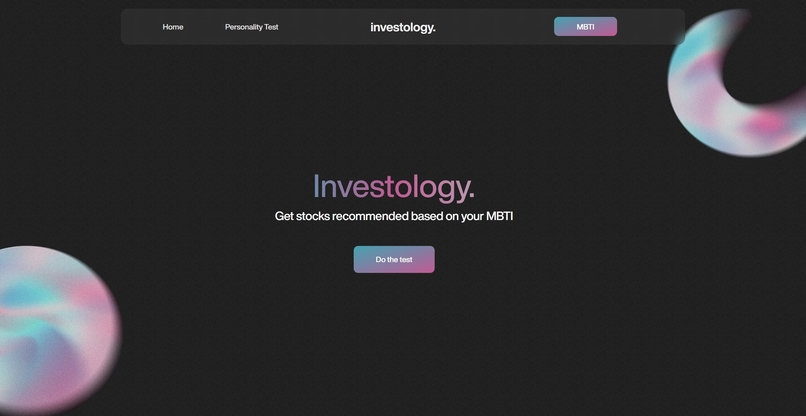 Home
Personality Test
investology.
MBTI
Investology.
Get stocks recommended based on your MBTI
Do the test